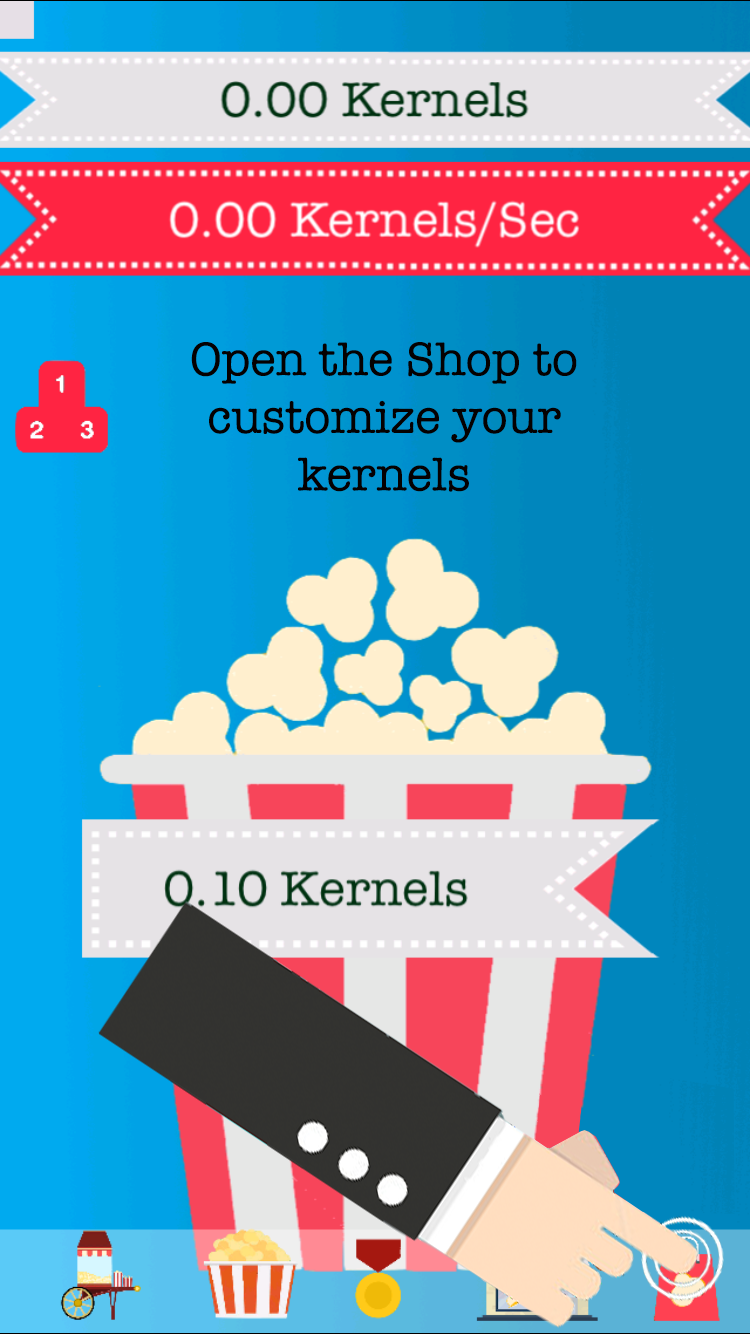 0.00 Kernels
0.00 Kernels/Sec
1
2 3
Open the Shop to
customize your
kernels
0.10 Kernels